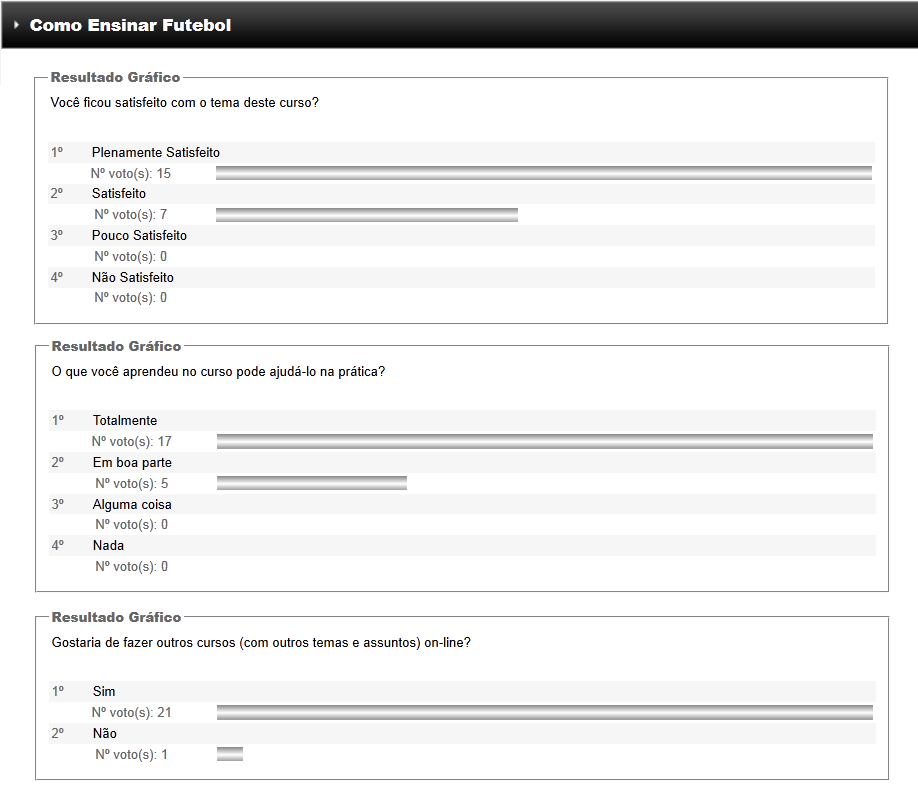 Como Ensinar Futebol
Resultado Gráfico
Você ficou satisfeito com o tema deste curso?
1º Plenamente Satisfeito
Nº voto(s): 15
2º Satisfeito
Nº voto(s): 7
3º Pouco Satisfeito
Nº voto(s): 0
4º Não Satisfeito
Nº voto(s): 0
Resultado Gráfico
O que você aprendeu no curso pode ajudá-lo na prática?
1º Totalmente
Nº voto(s): 17
2º Em boa parte
Nº voto(s): 5
3º Alguma coisa
Nº voto(s): 0
4º Nada
Nº voto(s): 0
Resultado Gráfico
Gostaria de fazer outros cursos (com outros temas e assuntos) on-line?
1º Sim
Nº voto(s): 21
2º Não
Nº voto(s): 1